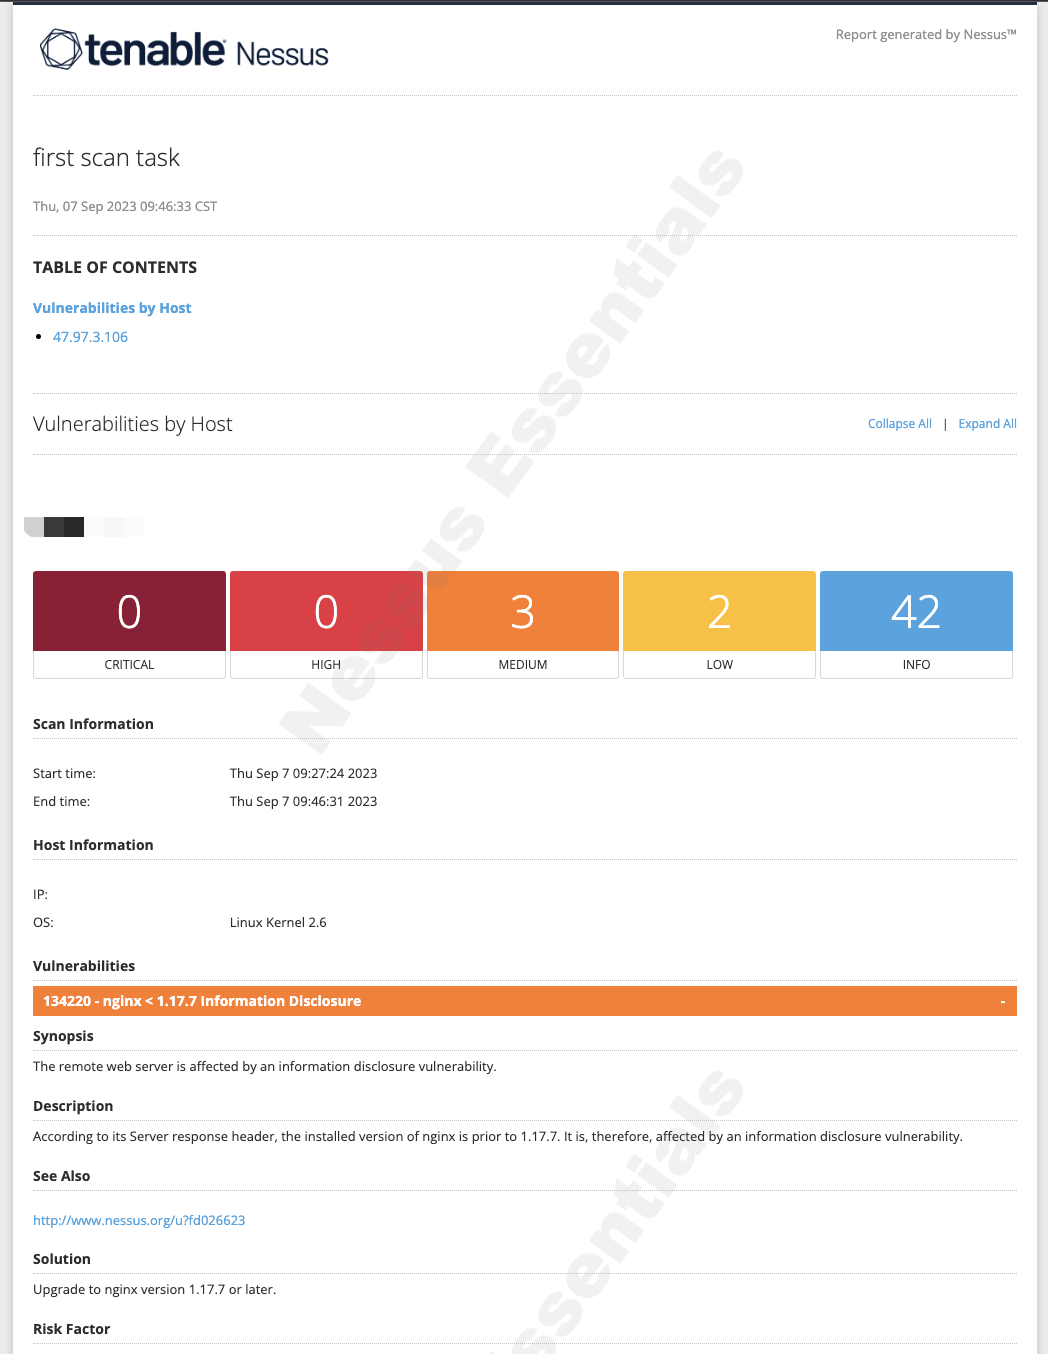 tenable Nessus
Report generated by Nessus™
first scan task
Thu, 07 Sep 2023 09:46:33 CST
TABLE OF CONTENTS
Vulnerabilities by Host
• 47.97.3.106
Vulnerabilities by Host
Collapse All | Expand All
0 0 3 2 42
CRITICAL HIGH MEDIUM LOW INFO
Scan Information
Start time: Thu Sep 7 09:27:24 2023
End time: Thu Sep 7 09:46:31 2023
Host Information
IP:
OS: Linux Kernel 2.6
Vulnerabilities
134220 - nginx < 1.17.7 Information Disclosure -
Synopsis
The remote web server is affected by an information disclosure vulnerability.
Description
According to its Server response header, the installed version of nginx is prior to 1.17.7. It is, therefore, affected by an information disclosure vulnerability.
See Also
http://www.nessus.org/u?fd026623
Solution
Upgrade to nginx version 1.17.7 or later.
Risk Factor
Nessus Essentials
ssentials